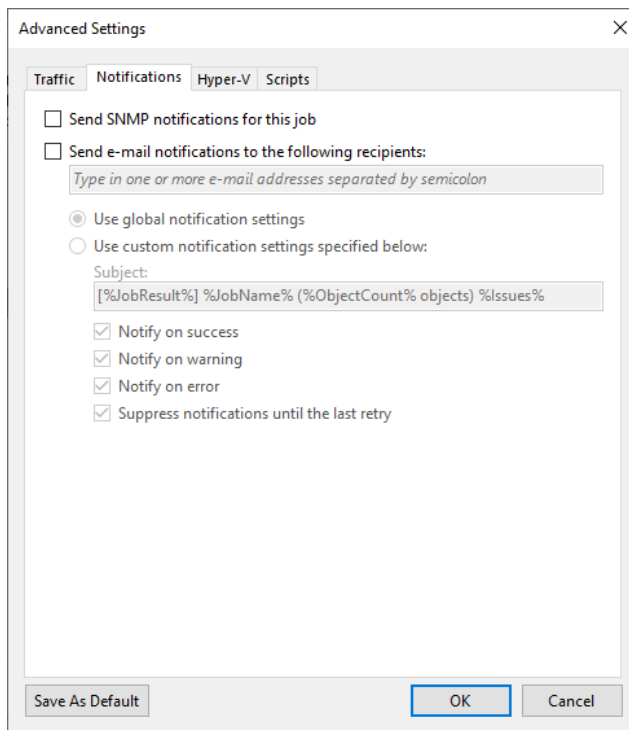 Advanced Settings
Traffic Notifications Hyper-V Scripts
Send SNMP notifications for this job
Send e-mail notifications to the following recipients:
Type in one or more e-mail addresses separated by semicolon
Use global notification settings
Use custom notification settings specified below:
Subject:
[%JobResult%] %JobName% (%ObjectCount% objects) %Issues%
Notify on success
Notify on warning
Notify on error
Suppress notifications until the last retry
Save As Default OK Cancel